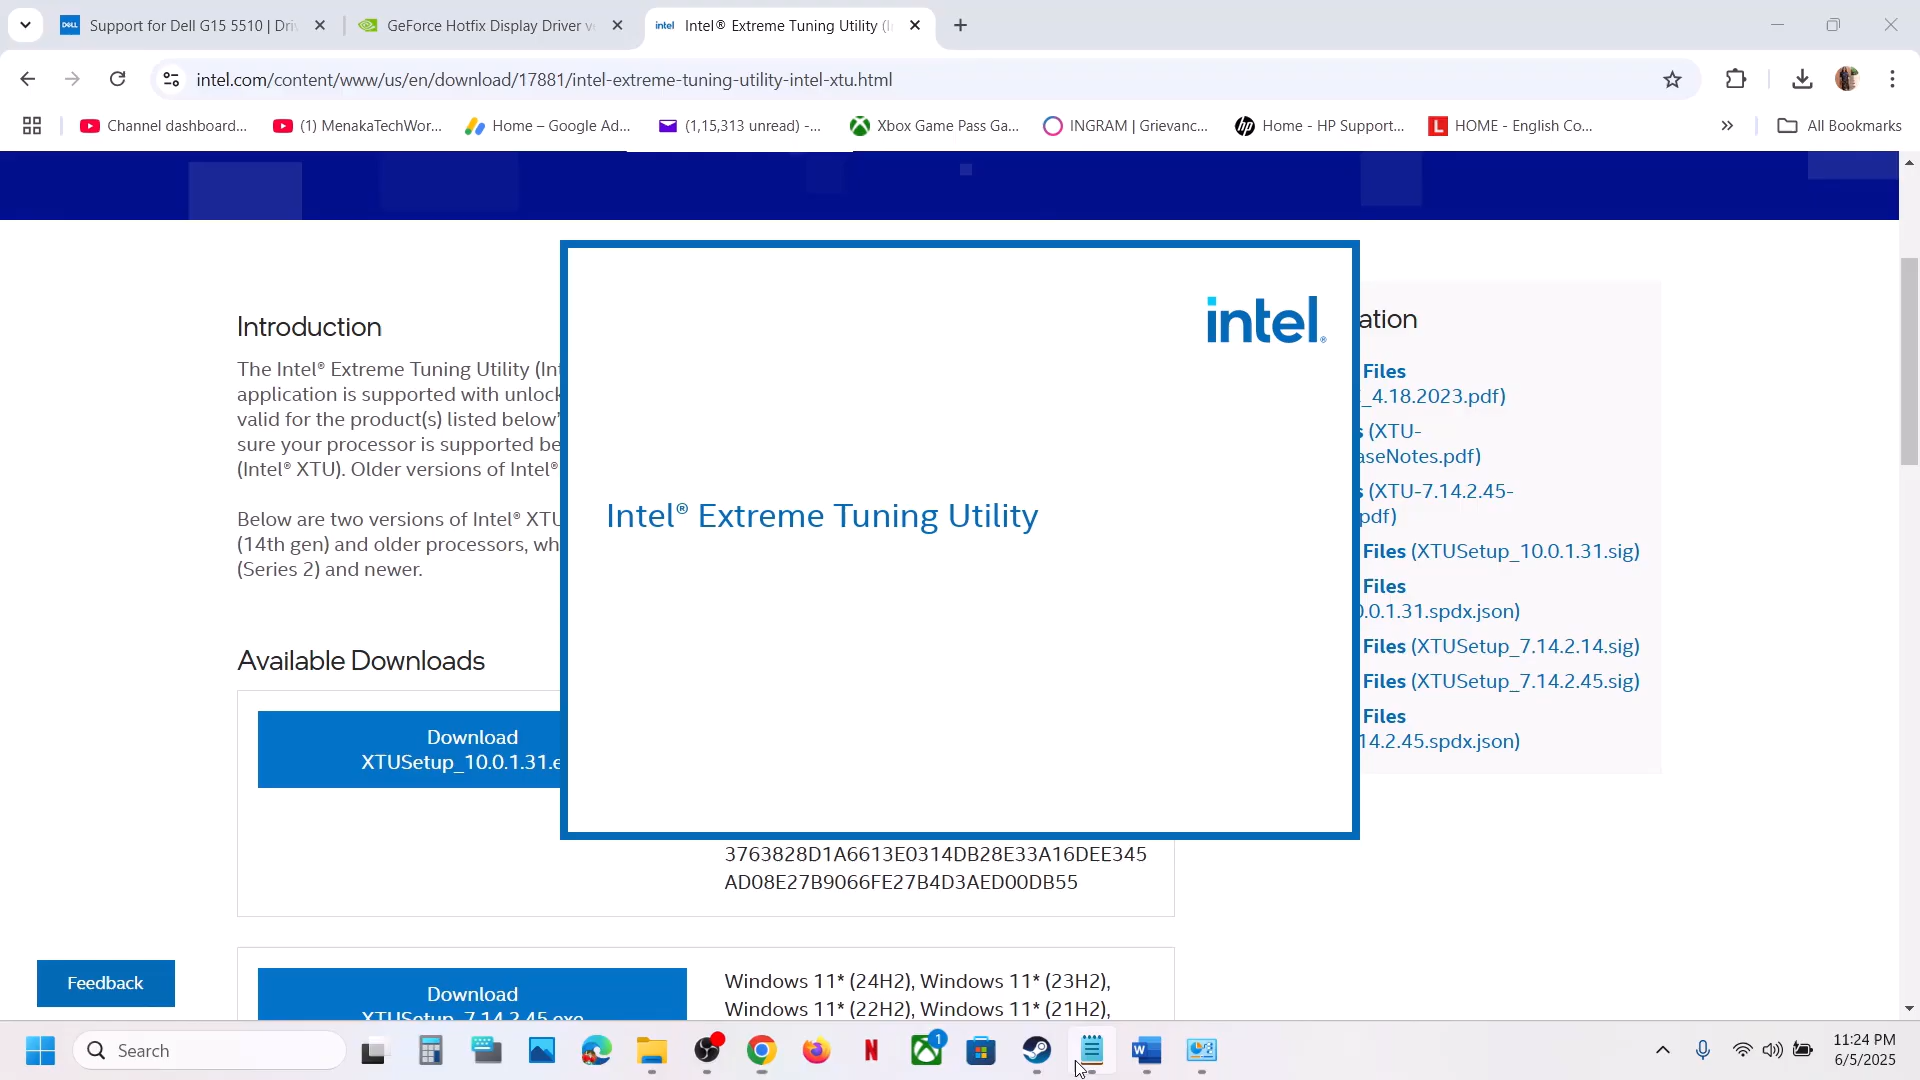 Support for Dell G15 5510 | Dri
GeForce Hotfix Display Driver v
intel
Intel® Extreme Tuning Utility (I
intel.com/content/www/us/en/download/17881/intel-extreme-tuning-utility-intel-xtu.html
Channel dashboard...
(1) MenakaTechWor...
Home – Google Ad...
(1,15,313 unread) -...
Xbox Game Pass Ga...
INGRAM | Grievanc...
Home - HP Support...
HOME - English Co...
All Bookmarks
Introduction
The Intel® Extreme Tuning Utility (In
application is supported with unlock
valid for the product(s) listed below"
sure your processor is supported be
(Intel® XTU). Older versions of Intel®
Below are two versions of Intel® XTU
(14th gen) and older processors, wh
(Series 2) and newer.
Available Downloads
Download
XTUSetup_10.0.1.31.e
intel
Intel® Extreme Tuning Utility
ation
Files
_4.18.2023.pdf)
s (XTU-
aseNotes.pdf)
s (XTU-7.14.2.45-
pdf)
Files (XTUSetup_10.0.1.31.sig)
Files
0.0.1.31.spdx.json)
Files (XTUSetup_7.14.2.14.sig)
Files (XTUSetup_7.14.2.45.sig)
Files
14.2.45.spdx.json)
3763828D1A6613E0314DB28E33A16DEE345
AD08E27B9066FE27B4D3AED00DB55
Download
XTUSetup_7.14.2.45.exe
Windows 11* (24H2), Windows 11* (23H2),
Windows 11* (22H2), Windows 11* (21H2),
Feedback
Search
1
11:24 PM
6/5/2025